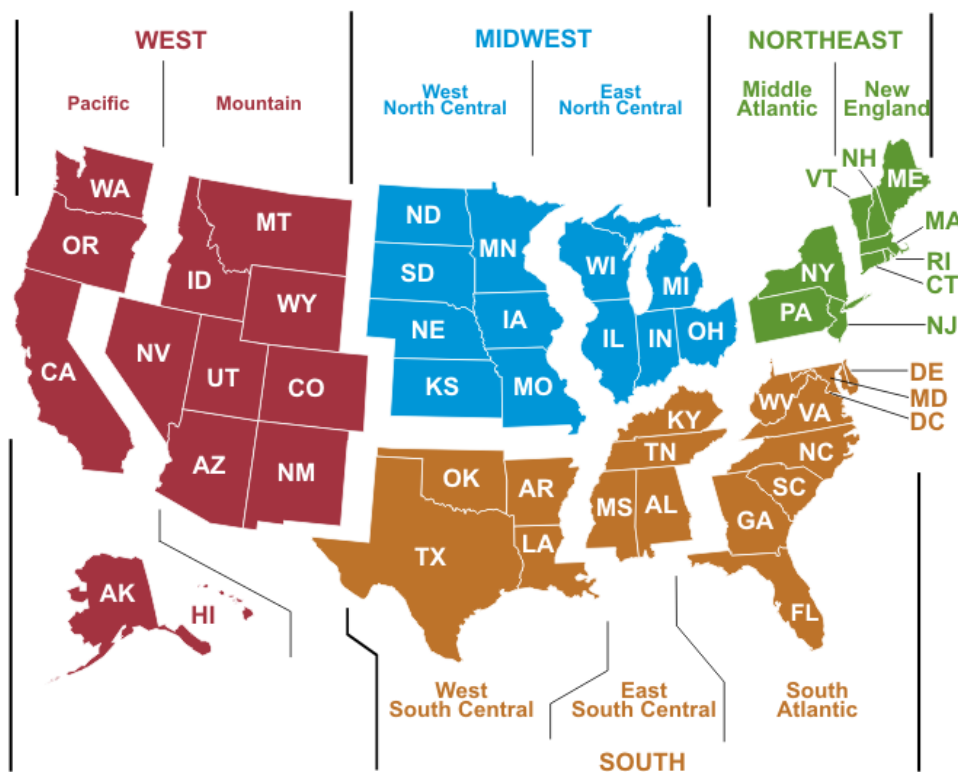 WEST
MIDWEST
NORTHEAST
Pacific
Mountain
West
North Central
East
North Central
Middle
Atlantic
New
England
WA
OR
CA
NV
ID
MT
WY
UT
CO
AZ
NM
AK
HI
ND
SD
NE
KS
MN
IA
MO
WI
MI
IL
IN
OH
NH
VT
ME
MA
RI
CT
NY
PA
NJ
DE
MD
DC
WV
VA
NC
SC
GA
FL
KY
TN
MS
AL
OK
AR
TX
LA
West
South Central
East
South Central
South
Atlantic
SOUTH